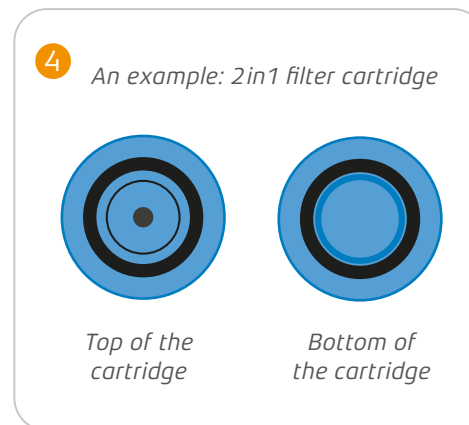 4
An example: 2in1 filter cartridge
Top of the
cartridge
Bottom of
the cartridge